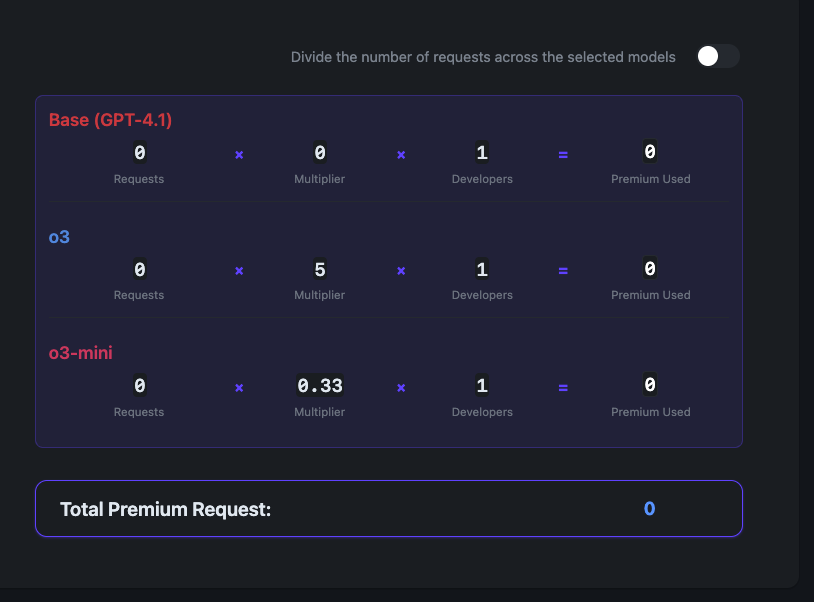 Divide the number of requests across the selected models
Base (GPT-4.1)
0 × 0 × 1 = 0
Requests Multiplier Developers Premium Used
o3
0 × 5 × 1 = 0
Requests Multiplier Developers Premium Used
o3-mini
0 × 0.33 × 1 = 0
Requests Multiplier Developers Premium Used
Total Premium Request: 0